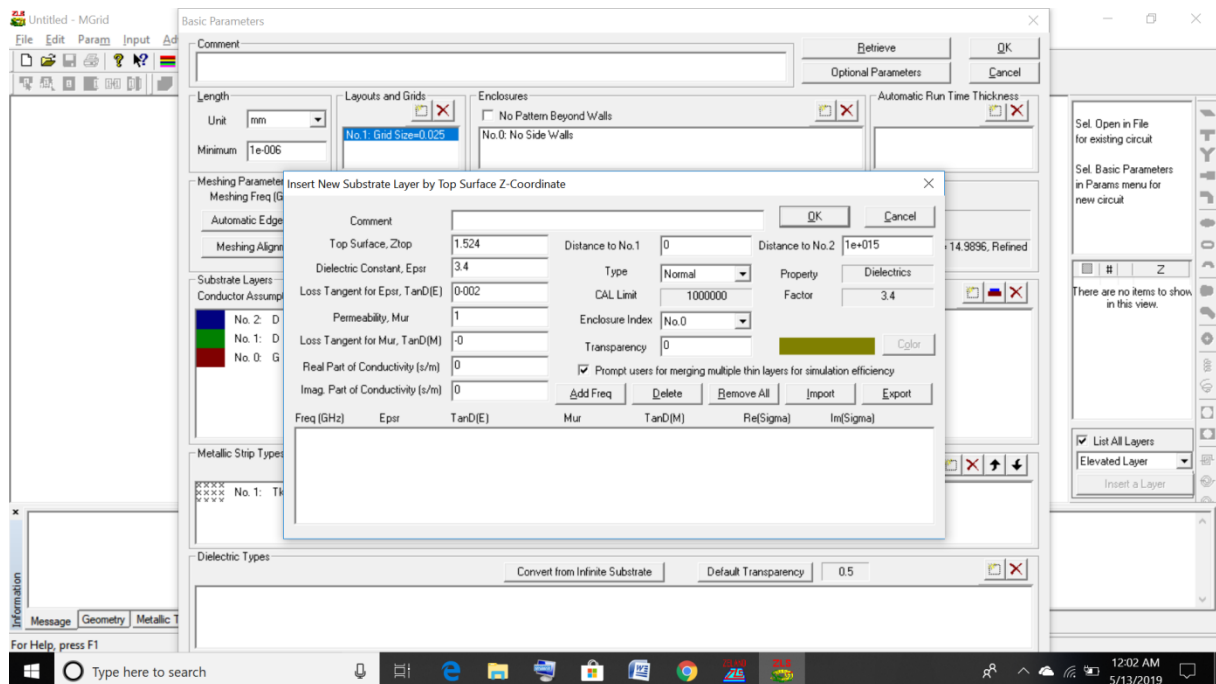 Untitled - MGrid
File Edit Param Input Ad
Basic Parameters
Comment
Retrieve
OK
Optional Parameters
Cancel
Length
Unit mm
Minimum 1e-006
Layouts and Grids
No.1: Grid Size=0.025
Enclosures
No Pattern Beyond Walls
No.0: No Side Walls
Automatic Run Time Thickness
Meshing Parameter
Meshing Freq (G
Automatic Edge
Meshing Alignn
14.9896, Refined
Substrate Layers
Conductor Assumpt
No. 2: D
No. 1: D
No. 0: G
Metallic Strip Types
No. 1: Tk
Dielectric Types
Convert from Infinite Substrate
Default Transparency
0.5
Insert New Substrate Layer by Top Surface Z-Coordinate
Comment
OK
Cancel
Top Surface, Ztop 1.524
Distance to No.1 0
Distance to No.2 1e+015
Dielectric Constant, Epsr 3.4
Type Normal
Property Dielectrics
Loss Tangent for Epsr, TanD(E) 0-002
CAL Limit 1000000
Factor 3.4
Permeability, Mur 1
Enclosure Index No.0
Loss Tangent for Mur, TanD(M) -0
Transparency 0
Color
Real Part of Conductivity (s/m) 0
Prompt users for merging multiple thin layers for simulation efficiency
Imag. Part of Conductivity (s/m) 0
Add Freq
Delete
Remove All
Import
Export
Freq (GHz) Epsr TanD(E) Mur TanD(M) Re(Sigma) Im(Sigma)
Sel. Open in File
for existing circuit
Sel. Basic Parameters
in Params menu for
new circuit
# Z
There are no items to show
in this view.
List All Layers
Elevated Layer
Insert a Layer
Information
Message Geometry Metallic T
For Help, press F1
Type here to search
12:02 AM
5/13/2019